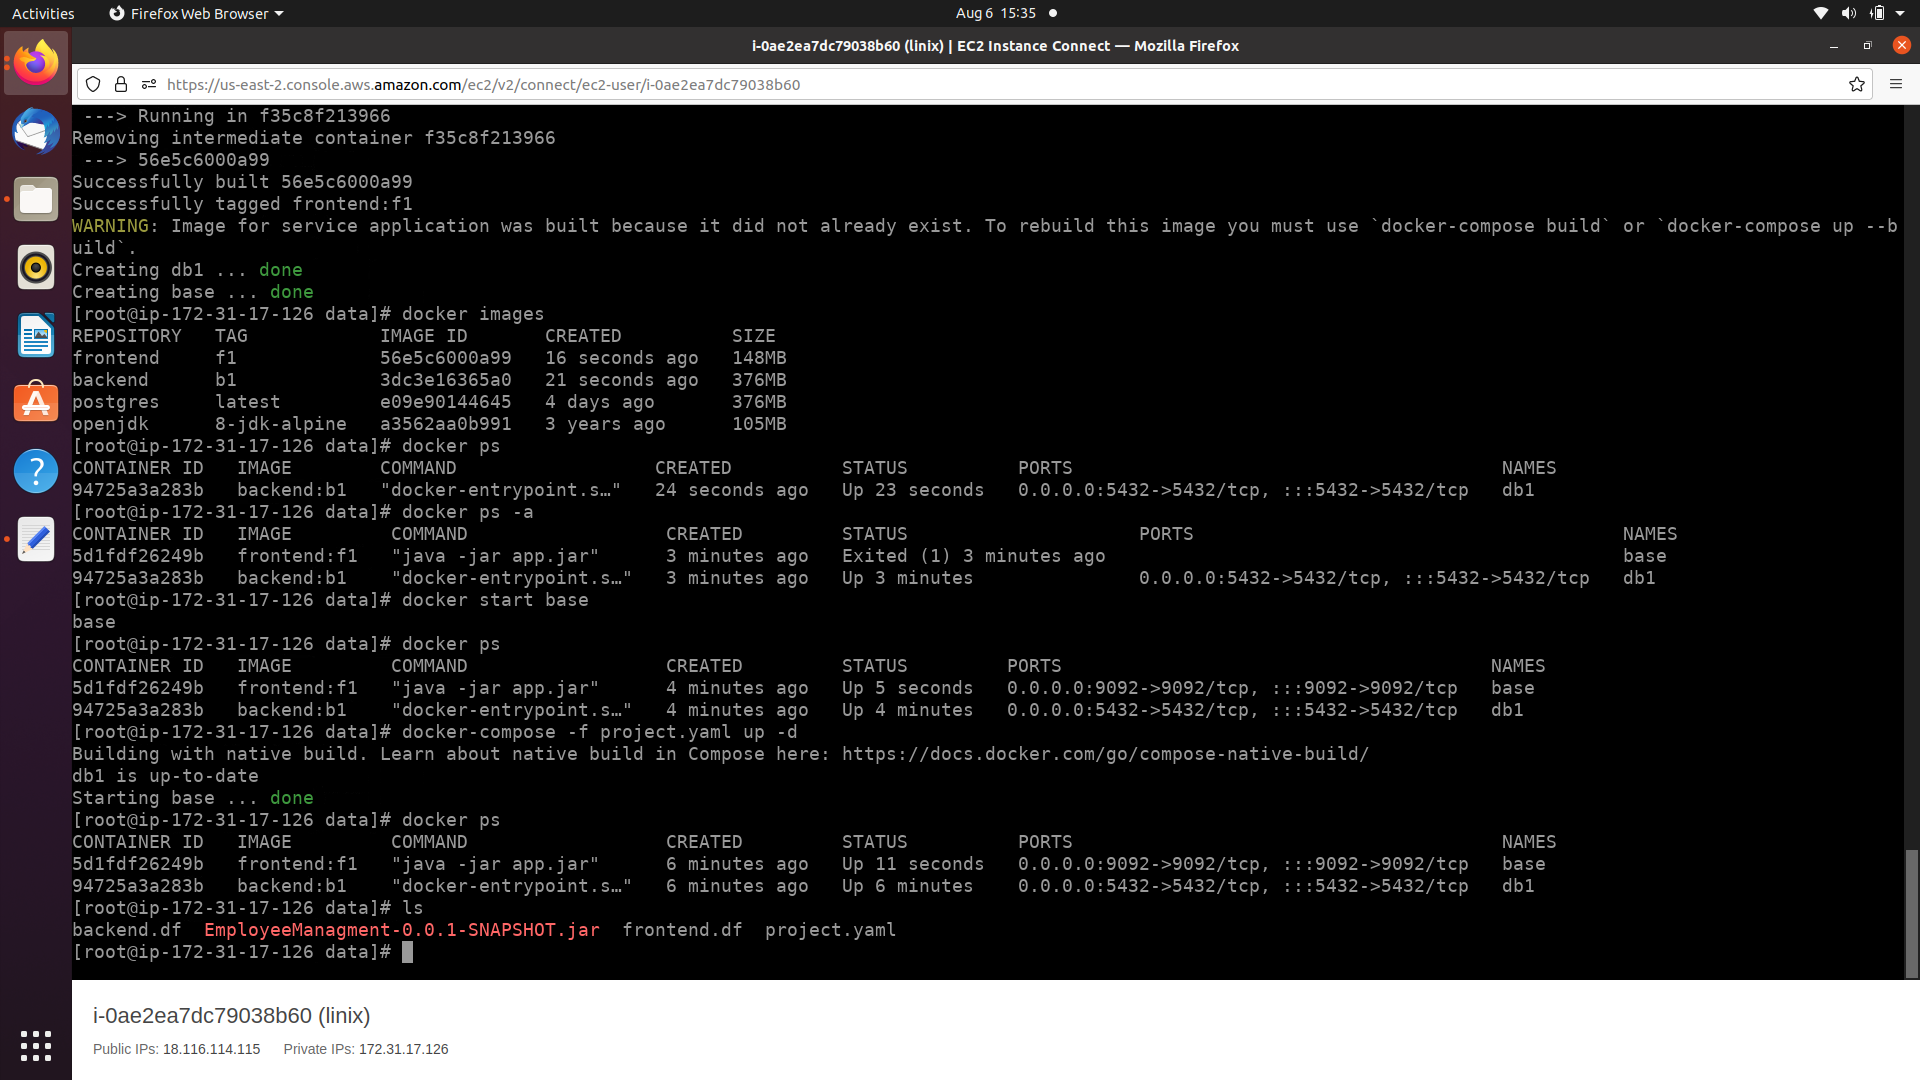 Activities Firefox Web Browser Aug 6 15:35
i-0ae2ea7dc79038b60 (linix) | EC2 Instance Connect — Mozilla Firefox
https://us-east-2.console.aws.amazon.com/ec2/v2/connect/ec2-user/i-0ae2ea7dc79038b60
---> Running in f35c8f213966
Removing intermediate container f35c8f213966
---> 56e5c6000a99
Successfully built 56e5c6000a99
Successfully tagged frontend:f1
WARNING: Image for service application was built because it did not already exist. To rebuild this image you must use `docker-compose build` or `docker-compose up --b
uild`.
Creating db1 ... done
Creating base ... done
[root@ip-172-31-17-126 data]# docker images
REPOSITORY   TAG            IMAGE ID       CREATED          SIZE
frontend     f1             56e5c6000a99   16 seconds ago   148MB
backend      b1             3dc3e16365a0   21 seconds ago   376MB
postgres     latest         e09e90144645   4 days ago       376MB
openjdk      8-jdk-alpine   a3562aa0b991   3 years ago      105MB
[root@ip-172-31-17-126 data]# docker ps
CONTAINER ID   IMAGE        COMMAND                  CREATED          STATUS          PORTS                                       NAMES
94725a3a283b   backend:b1   "docker-entrypoint.s…"   24 seconds ago   Up 23 seconds   0.0.0.0:5432->5432/tcp, :::5432->5432/tcp   db1
[root@ip-172-31-17-126 data]# docker ps -a
CONTAINER ID   IMAGE         COMMAND                  CREATED         STATUS                     PORTS                                       NAMES
5d1fdf26249b   frontend:f1   "java -jar app.jar"      3 minutes ago   Exited (1) 3 minutes ago                                               base
94725a3a283b   backend:b1    "docker-entrypoint.s…"   3 minutes ago   Up 3 minutes               0.0.0.0:5432->5432/tcp, :::5432->5432/tcp   db1
[root@ip-172-31-17-126 data]# docker start base
base
[root@ip-172-31-17-126 data]# docker ps
CONTAINER ID   IMAGE         COMMAND                  CREATED         STATUS         PORTS                                       NAMES
5d1fdf26249b   frontend:f1   "java -jar app.jar"      4 minutes ago   Up 5 seconds   0.0.0.0:9092->9092/tcp, :::9092->9092/tcp   base
94725a3a283b   backend:b1    "docker-entrypoint.s…"   4 minutes ago   Up 4 minutes   0.0.0.0:5432->5432/tcp, :::5432->5432/tcp   db1
[root@ip-172-31-17-126 data]# docker-compose -f project.yaml up -d
Building with native build. Learn about native build in Compose here: https://docs.docker.com/go/compose-native-build/
db1 is up-to-date
Starting base ... done
[root@ip-172-31-17-126 data]# docker ps
CONTAINER ID   IMAGE         COMMAND                  CREATED         STATUS          PORTS                                       NAMES
5d1fdf26249b   frontend:f1   "java -jar app.jar"      6 minutes ago   Up 11 seconds   0.0.0.0:9092->9092/tcp, :::9092->9092/tcp   base
94725a3a283b   backend:b1    "docker-entrypoint.s…"   6 minutes ago   Up 6 minutes    0.0.0.0:5432->5432/tcp, :::5432->5432/tcp   db1
[root@ip-172-31-17-126 data]# ls
backend.df  EmployeeManagment-0.0.1-SNAPSHOT.jar  frontend.df  project.yaml
[root@ip-172-31-17-126 data]#
i-0ae2ea7dc79038b60 (linix)
Public IPs: 18.116.114.115 Private IPs: 172.31.17.126